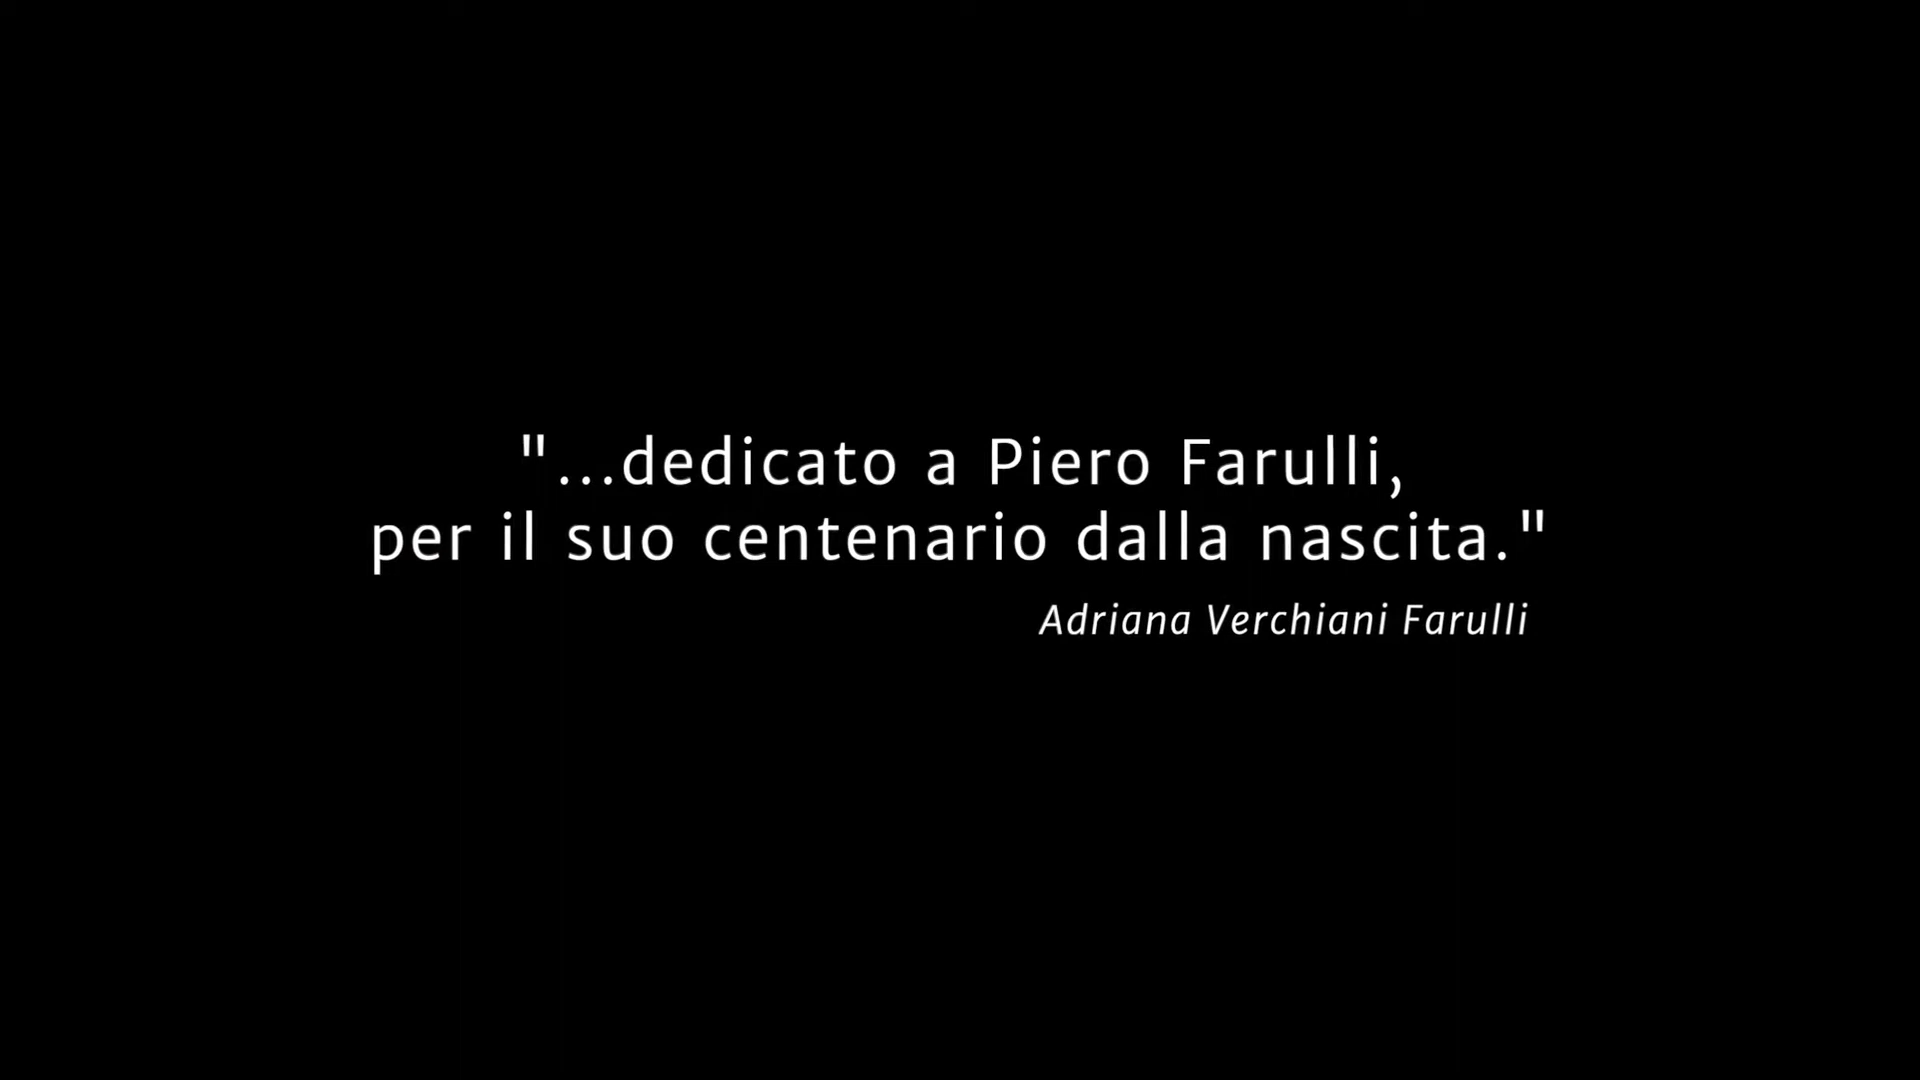 "...dedicato a Piero Farulli,
per il suo centenario dalla nascita."
Adriana Verchiani Farulli